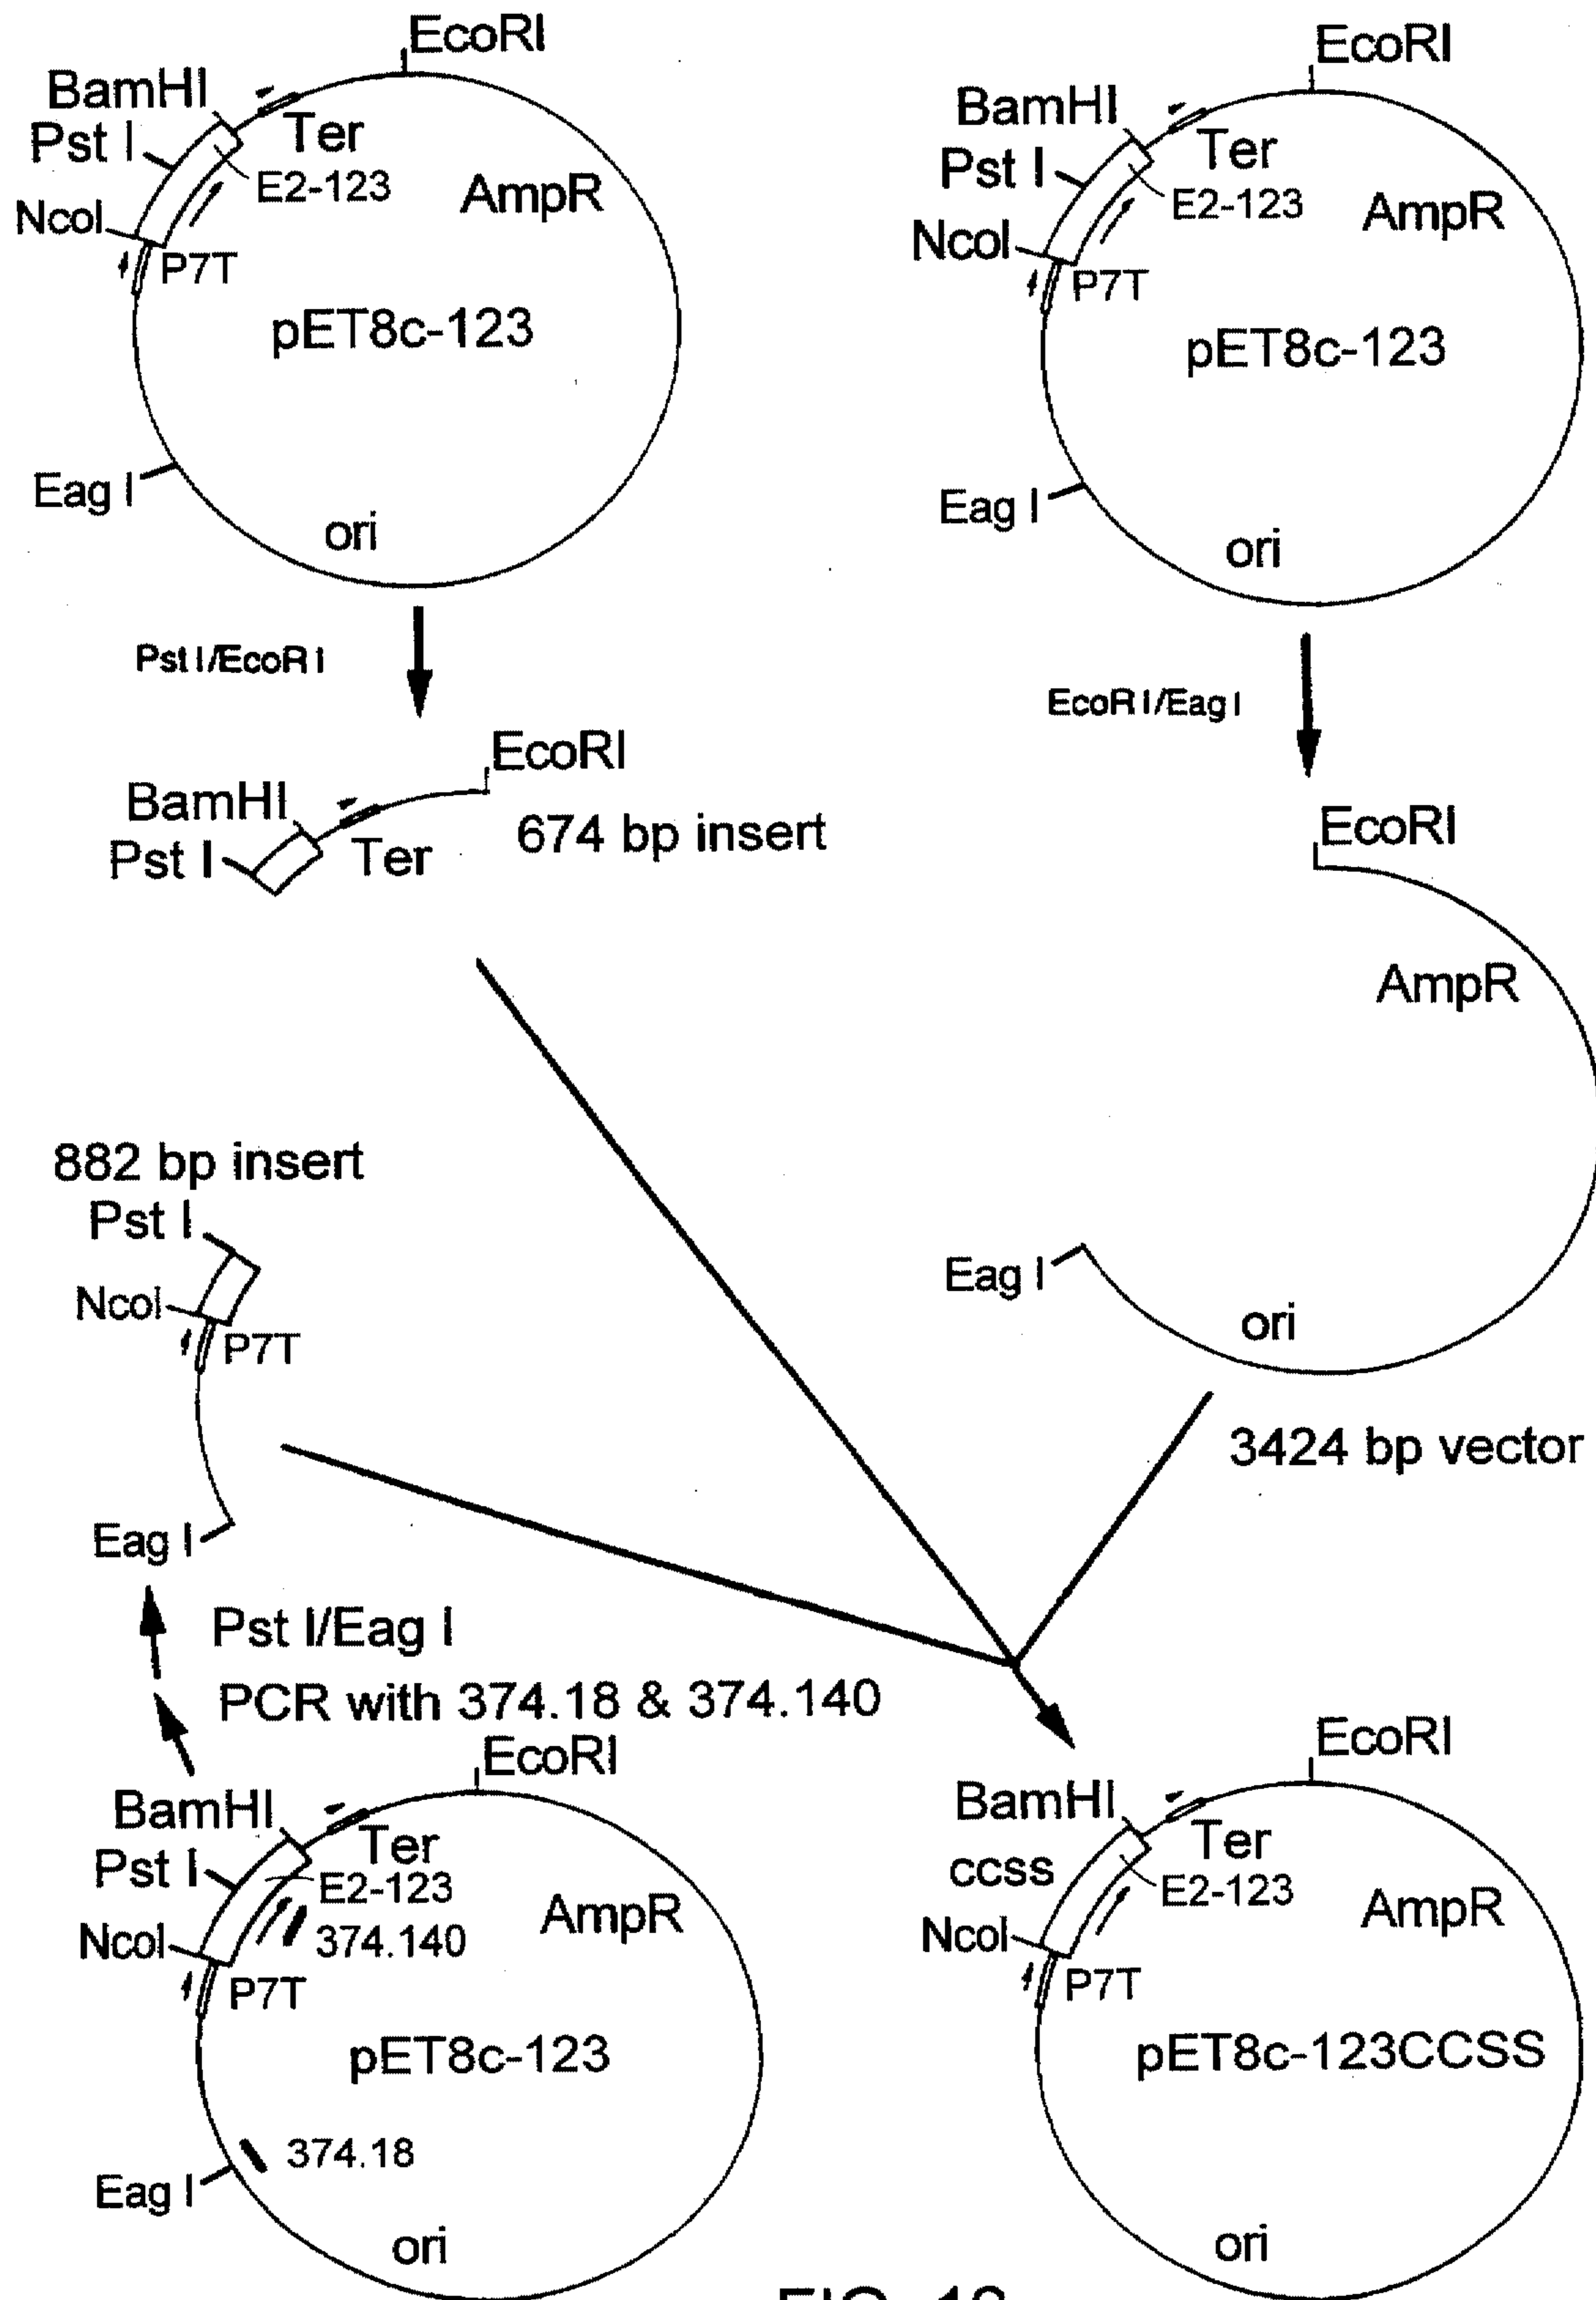 EcoRI
BamHI
Pst I
Ter
E2-123
AmpR
NcoI
P7T
pET8c-123
Eag I
ori
Pst I/EcoR I
EcoRI
BamHI
Pst I
Ter
E2-123
AmpR
NcoI
P7T
pET8c-123
Eag I
ori
EcoR I/Eag I
EcoRI
BamHI
Pst I
Ter
674 bp insert
EcoRI
AmpR
Eag I
ori
3424 bp vector
882 bp insert
Pst I
NcoI
P7T
Eag I
Pst I/Eag I
PCR with 374.18 & 374.140
EcoRI
BamHI
Pst I
Ter
E2-123
374.140
AmpR
NcoI
P7T
pET8c-123
374.18
Eag I
ori
EcoRI
BamHI
Ter
ccss
E2-123
AmpR
NcoI
P7T
pET8c-123CCSS
ori